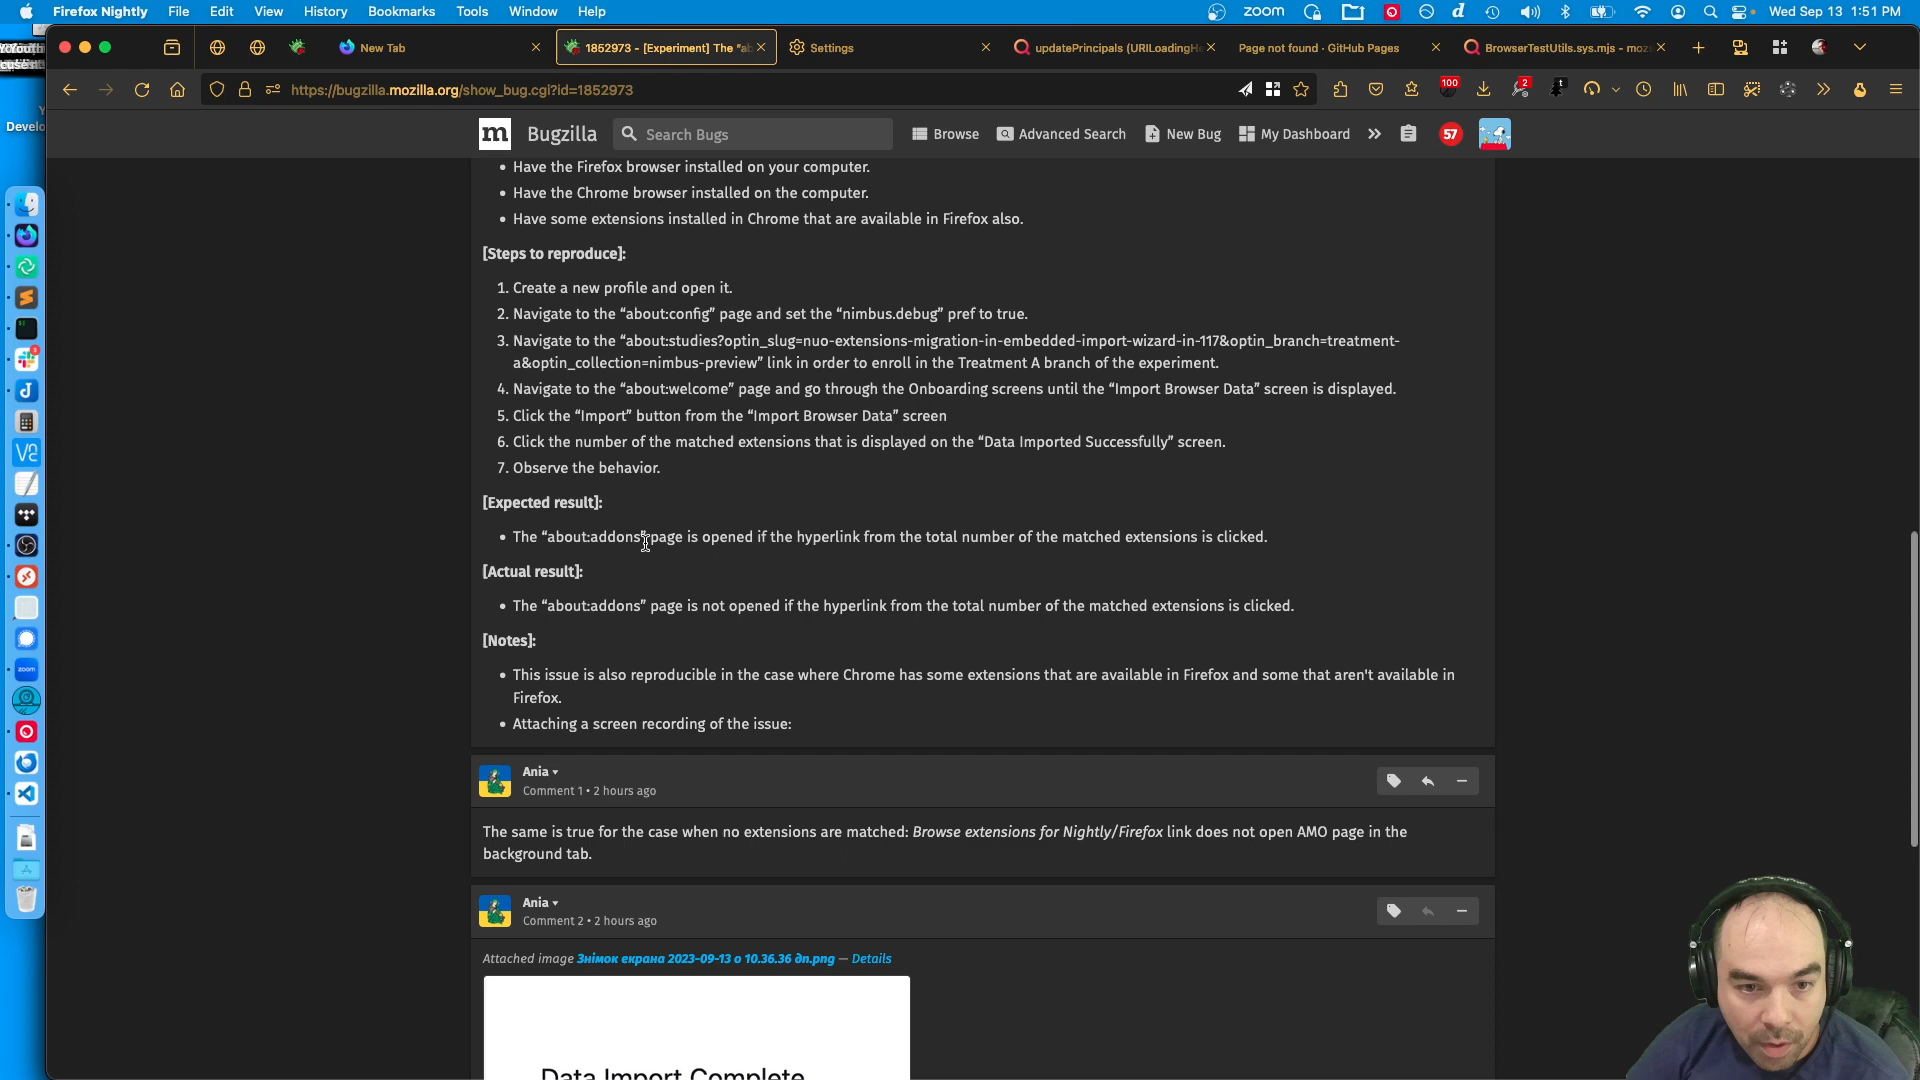 Firefox Nightly File Edit View History Bookmarks Tools Window Help zoom Wed Sep 13 1:51 PM
New Tab 1852973 - [Experiment] The "ab Settings updatePrincipals (URILoadingHe Page not found · GitHub Pages BrowserTestUtils.sys.mjs - moz
https://bugzilla.mozilla.org/show_bug.cgi?id=1852973 100 2
m Bugzilla Search Bugs Browse Advanced Search New Bug My Dashboard 57
• Have the Firefox browser installed on your computer.
• Have the Chrome browser installed on the computer.
• Have some extensions installed in Chrome that are available in Firefox also.
[Steps to reproduce]:
1. Create a new profile and open it.
2. Navigate to the “about:config” page and set the “nimbus.debug” pref to true.
3. Navigate to the “about:studies?optin_slug=nuo-extensions-migration-in-embedded-import-wizard-in-117&optin_branch=treatment-
a&optin_collection=nimbus-preview” link in order to enroll in the Treatment A branch of the experiment.
4. Navigate to the “about:welcome” page and go through the Onboarding screens until the “Import Browser Data” screen is displayed.
5. Click the “Import” button from the “Import Browser Data” screen
6. Click the number of the matched extensions that is displayed on the “Data Imported Successfully” screen.
7. Observe the behavior.
[Expected result]:
• The “about:addons” page is opened if the hyperlink from the total number of the matched extensions is clicked.
[Actual result]:
• The “about:addons” page is not opened if the hyperlink from the total number of the matched extensions is clicked.
[Notes]:
• This issue is also reproducible in the case where Chrome has some extensions that are available in Firefox and some that aren't available in
Firefox.
• Attaching a screen recording of the issue:
Ania
Comment 1 • 2 hours ago
The same is true for the case when no extensions are matched: Browse extensions for Nightly/Firefox link does not open AMO page in the
background tab.
Ania
Comment 2 • 2 hours ago
Attached image Знімок екрана 2023-09-13 о 10.36.36 дп.png — Details
Data Import Complete